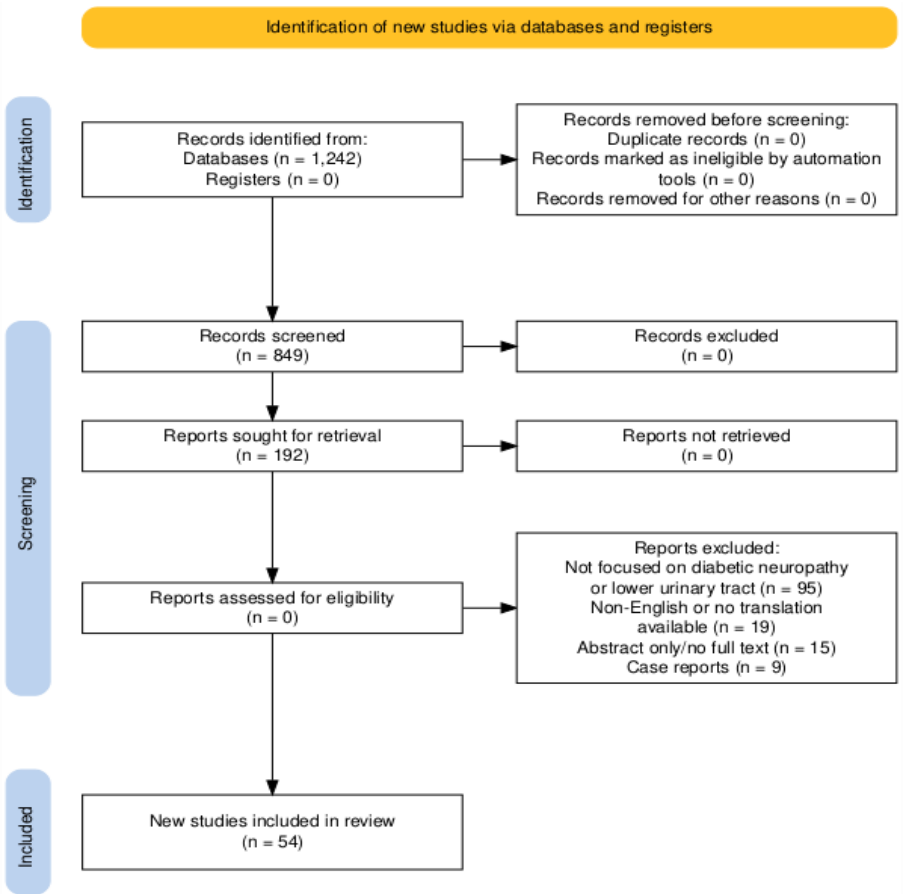 Identification of new studies via databases and registers
Identification
Records identified from:
Databases (n = 1,242)
Registers (n = 0)
Records removed before screening:
Duplicate records (n = 0)
Records marked as ineligible by automation
tools (n = 0)
Records removed for other reasons (n = 0)
Screening
Records screened
(n = 849)
Records excluded
(n = 0)
Reports sought for retrieval
(n = 192)
Reports not retrieved
(n = 0)
Reports assessed for eligibility
(n = 0)
Reports excluded:
Not focused on diabetic neuropathy
or lower urinary tract (n = 95)
Non-English or no translation
available (n = 19)
Abstract only/no full text (n = 15)
Case reports (n = 9)
Included
New studies included in review
(n = 54)